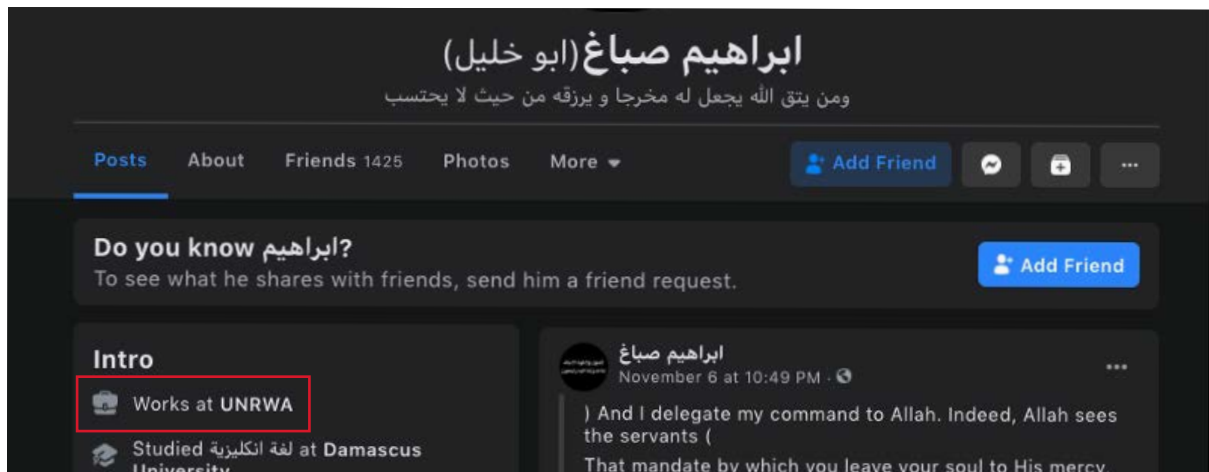 ابراهيم صباغ(ابو خليل)
ومن يتق الله يجعل له مخرجا و يرزقه من حيث لا يحتسب
Posts About Friends 1425 Photos More Add Friend
Do you know ابراهيم?
To see what he shares with friends, send him a friend request.
Add Friend
Intro
Works at UNRWA
Studied لغة انكليزية at Damascus
University
ابراهيم صباغ
November 6 at 10:49 PM ·
) And I delegate my command to Allah. Indeed, Allah sees
the servants (
That mandate by which you leave your soul to His mercy,